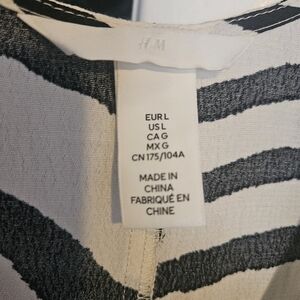 H&M
EUR L
US L
CA G
MX G
CN 175/104A
MADE IN
CHINA
FABRIQUÉ EN
CHINE